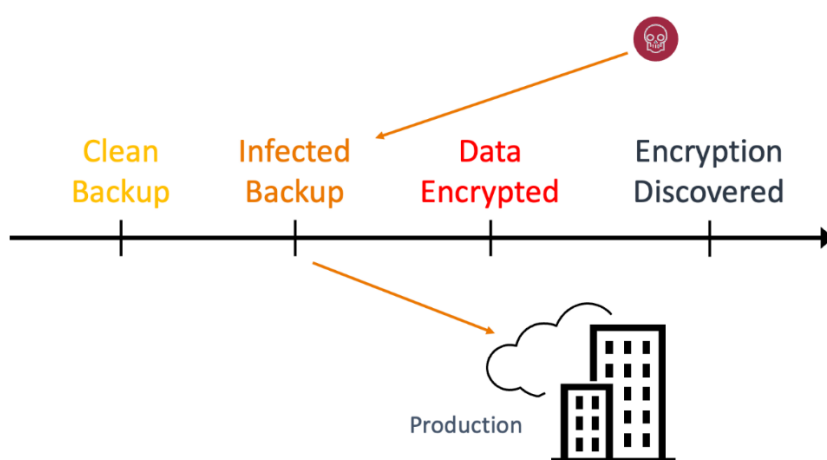 Clean
Backup
Infected
Backup
Data
Encrypted
Encryption
Discovered
Production